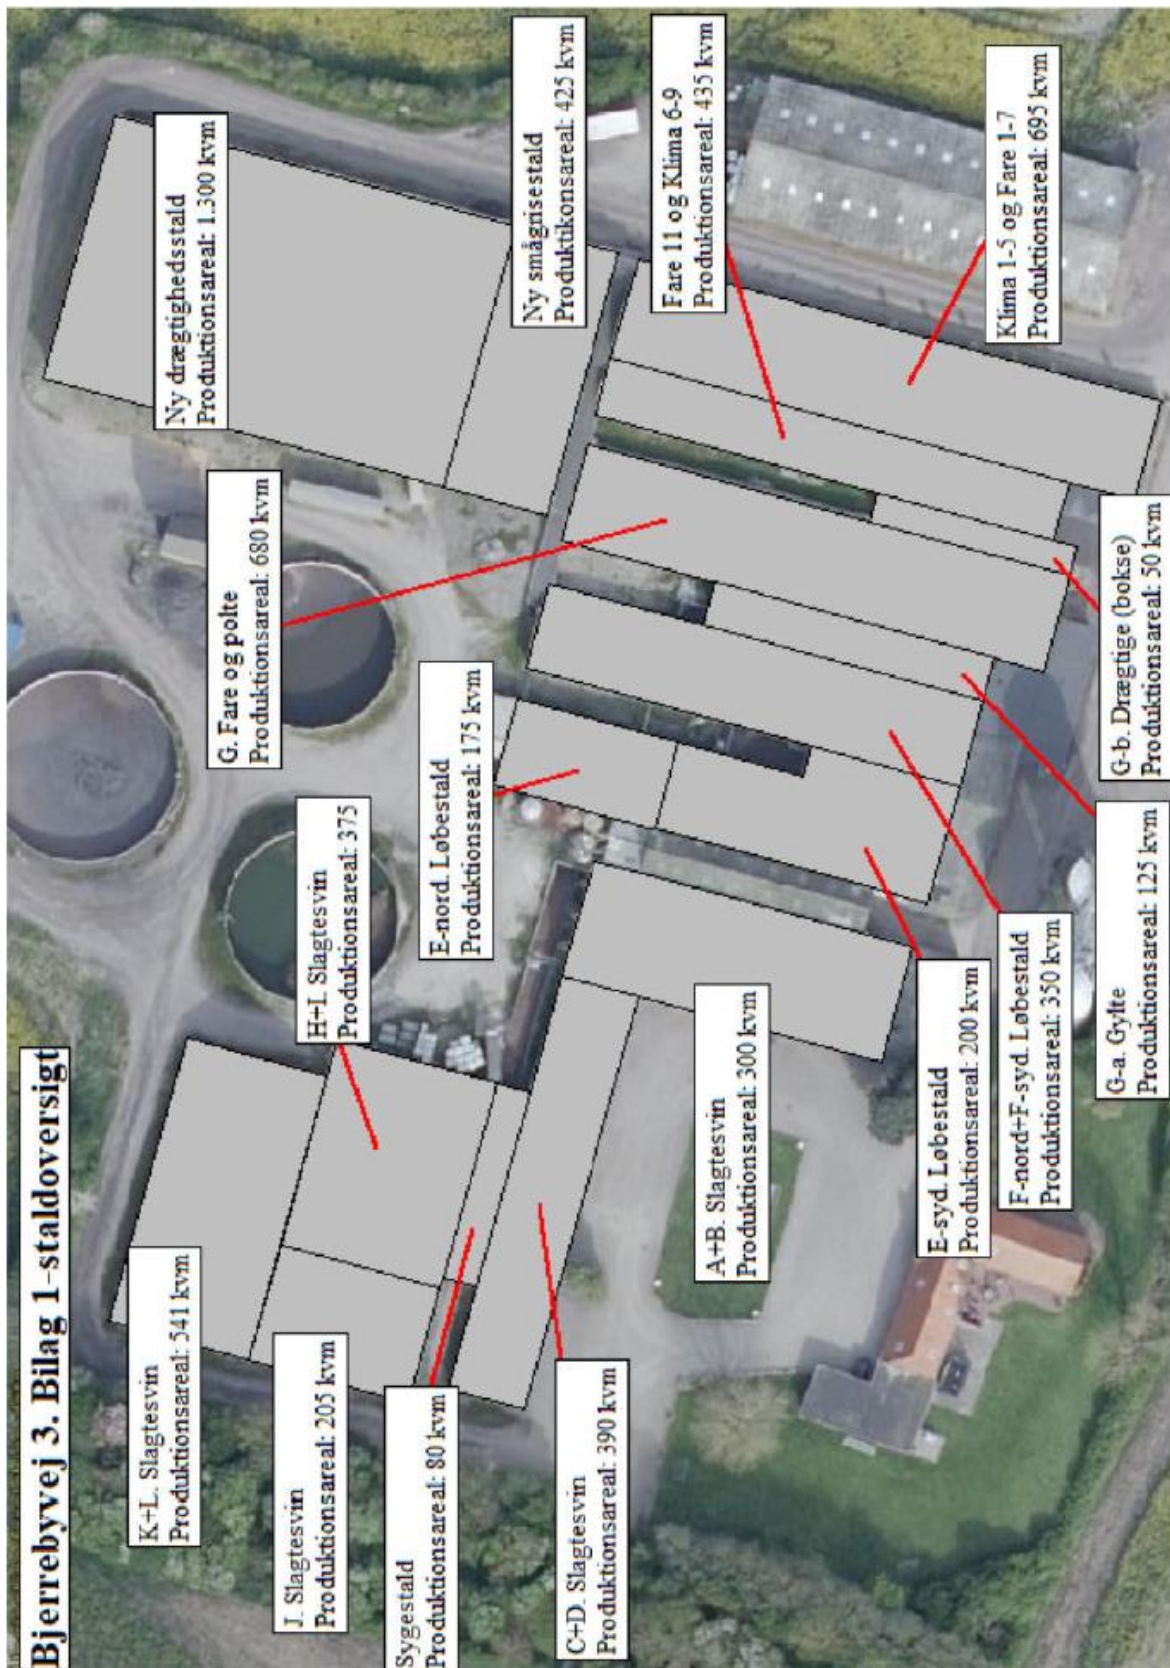 Bjerrebyvej 3. Bilag 1-staldoversigt
K+L. Slagtesvin
Produktionsareal: 541 kvm
J. Slagtesvin
Produktionsareal: 205 kvm
Sygestald
Produktionsareal: 80 kvm
C+D. Slagtesvin
Produktionsareal: 390 kvm
H+I. Slagtesvin
Produktionsareal: 375
E-nord. Løbestald
Produktionsareal: 175 kvm
A+B. Slagtesvin
Produktionsareal: 300 kvm
E-syd. Løbestald
Produktionsareal: 200 kvm
F-nord+F-syd. Løbestald
Produktionsareal: 350 kvm
G-a. Gylte
Produktionsareal: 125 kvm
G. Fare og polte
Produktionsareal: 680 kvm
G-b. Drægtige (bokse)
Produktionsareal: 50 kvm
Ny drægtighedsstald
Produktionsareal: 1.300 kvm
Ny smågrisestald
Produktikonsareal: 425 kvm
Fare 11 og Klima 6-9
Produktionsareal: 435 kvm
Klima 1-5 og Fare 1-7
Produktionsareal: 695 kvm